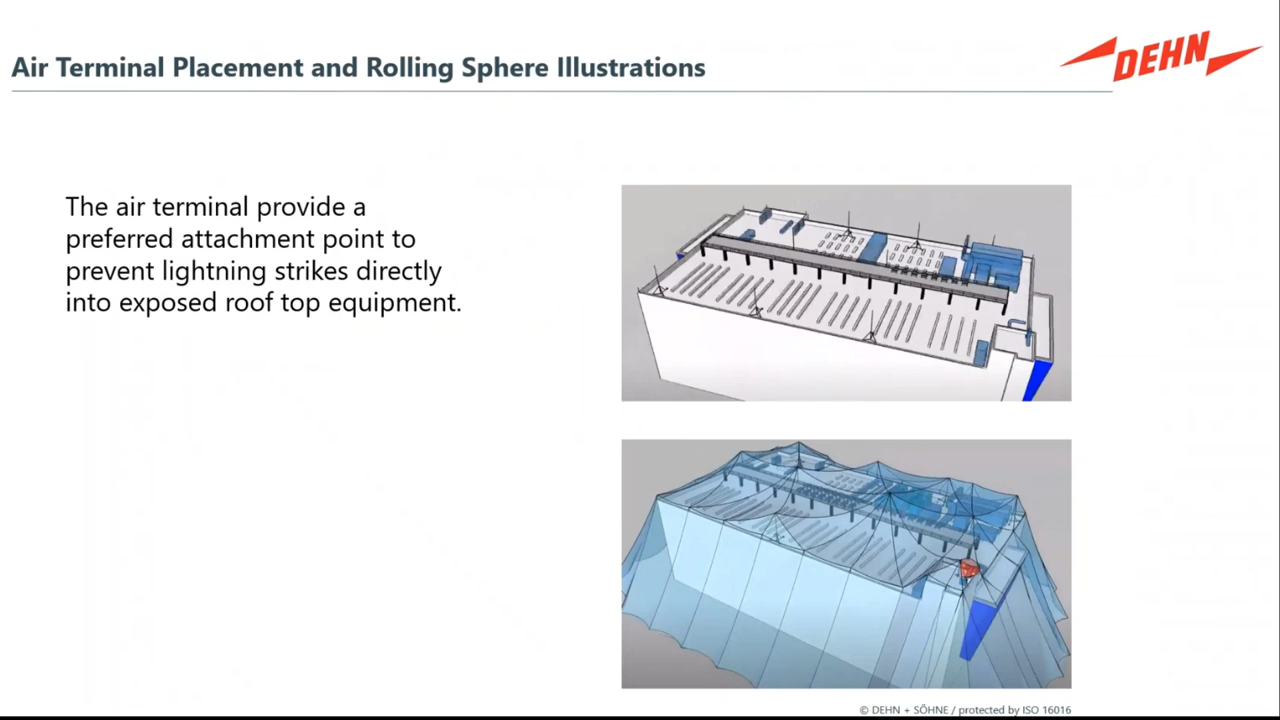 Air Terminal Placement and Rolling Sphere Illustrations
DEHN
The air terminal provide a
preferred attachment point to
prevent lightning strikes directly
into exposed roof top equipment.
© DEHN + SÖHNE / protected by ISO 16016